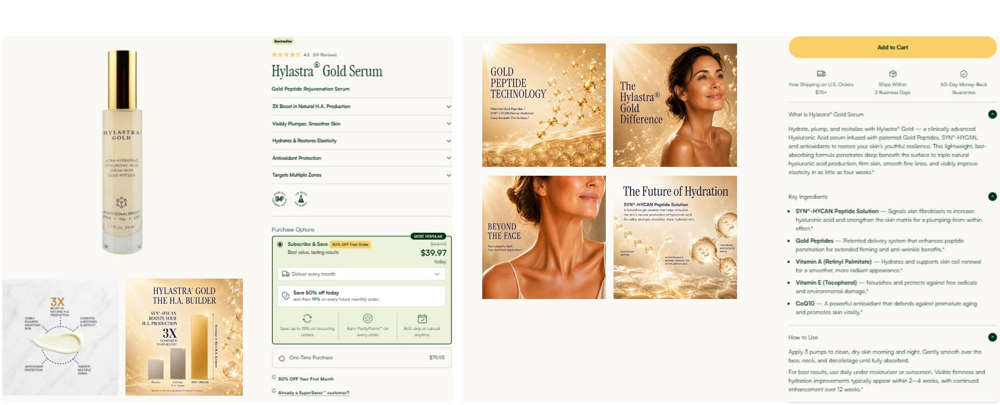 Bestseller
4.5 (59 Reviews)
Hylastra® Gold Serum
Gold Peptide Rejuvenation Serum
3X Boost in Natural H.A. Production
Visibly Plumper, Smoother Skin
Hydrates & Restores Elasticity
Antioxidant Protection
Targets Multiple Zones
MADE IN A
GMP
CERTIFIED FACILITY
LAB TESTED
FOR QUALITY
Purchase Options
MOST POPULAR
Subscribe & Save 50% OFF First Order $64.95
Best value, lasting results $39.97
today
Deliver every month
Save 50% off today
and then 19% on every future monthly order.
Save up to 19% on recurring
orders
Earn PurityPoints™ on
every order
Edit, skip or cancel
anytime
One-Time Purchase $79.95
50% OFF Your First Month
Already a SuperSaver™ customer?
HYLASTRA®
GOLD
ULTRA-HYDRATING
HYALURONIC ACID
SERUM WITH
GOLD PEPTIDES
MULTI-ZONAL EFFECT
FIRM • FILL • LIFT
1.7 fl. Oz. (50 ml)
3X
BOOST IN
NATURAL H.A.
PRODUCTION
VISIBLY
PLUMPER,
SMOOTHER
SKIN
HYDRATES
& RESTORES
ELASTICITY
ANTIOXIDANT
PROTECTION
TARGETS
MULTIPLE
ZONES
HYLASTRA® GOLD
THE H.A. BUILDER
SYN®-HYCAN
BOOSTS YOUR
H.A. PRODUCTION
3X
COMPARED
TO BASELINE.*
Increase In Skin H.A. Content
Placebo
Ordinary
H.A. Serum
SYN®-HYCAN
GOLD
PEPTIDE
TECHNOLOGY
Patented Gold Peptides +
SYN®-HYCAN Deliver Hydration
Deep Beneath The Surface.*
The
Hylastra®
Gold
Difference
BEYOND
THE FACE
Formulated For Both
Face And Neck Application.*
The Future of Hydration
SYN®-HYCAN Peptide Solution
A breakthrough peptide that helps stimulate
the skin's natural production of hyaluronic acid
for visibly plumper, smoother, more hydrated skin.
SYN®-HYCAN
PEPTIDE
ACTIVATES SKIN'S
NATURAL PRODUCTION
OF HYALURONIC ACID
HYALURONIC
ACID CREATED
WITHIN
Add to Cart
Free Shipping on U.S. Orders
$75+
Ships Within
2 Business Days
60-Day Money-Back
Guarantee
What is Hylastra® Gold Serum
Hydrate, plump, and revitalize with Hylastra® Gold — a clinically advanced
Hyaluronic Acid serum infused with patented Gold Peptides, SYN®-HYCAN,
and antioxidants to restore your skin's youthful resilience. This lightweight, fast-
absorbing formula penetrates deep beneath the surface to triple natural
hyaluronic acid production, firm skin, smooth fine lines, and visibly improve
elasticity in as little as four weeks.*
Key Ingredients
• SYN®-HYCAN Peptide Solution — Signals skin fibroblasts to increase
hyaluronic acid and strengthen the skin matrix for a plumping-from-within
effect.*
• Gold Peptides — Patented delivery system that enhances peptide
penetration for extended firming and anti-wrinkle benefits.*
• Vitamin A (Retinyl Palmitate) — Hydrates and supports skin cell renewal
for a smoother, more radiant appearance.*
• Vitamin E (Tocopherol) — Nourishes and protects against free radicals
and environmental damage.*
• CoQ10 — A powerful antioxidant that defends against premature aging
and promotes skin vitality.*
How to Use
Apply 3 pumps to clean, dry skin morning and night. Gently smooth over the
face, neck, and décolletage until fully absorbed.
For best results, use daily under moisturizer or sunscreen. Visible firmness and
hydration improvements typically appear within 2–4 weeks, with continued
enhancement over 12 weeks.*